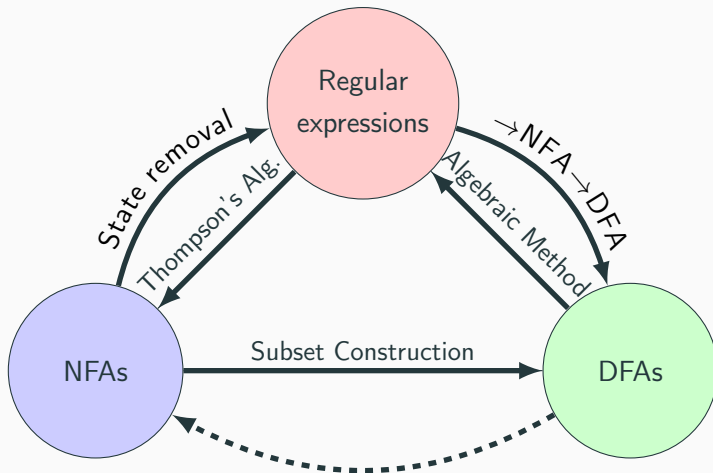 Regular
expressions
State removal
Thompson's Alg.
Algebraic Method
→NFA→DFA
NFAs
Subset Construction
DFAs